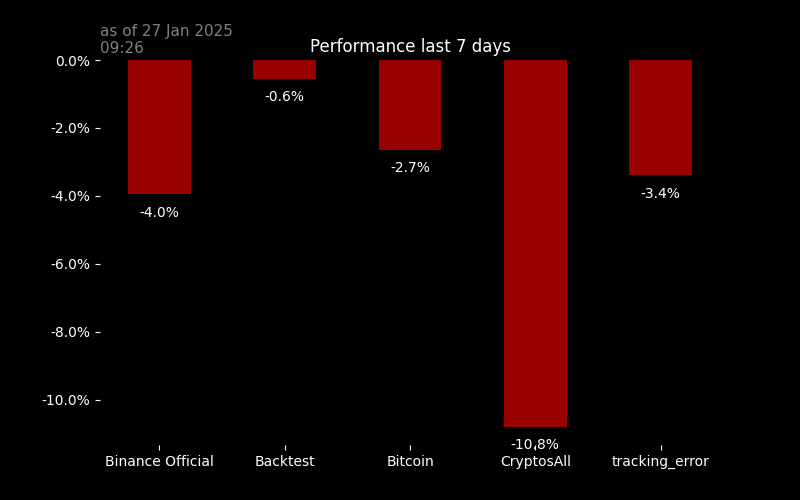 as of 27 Jan 2025
09:26
Performance last 7 days
0.0%
-2.0%
-4.0%
-6.0%
-8.0%
-10.0%
-4.0%
-0.6%
-2.7%
-10.8%
-3.4%
Binance Official
Backtest
Bitcoin
CryptosAll
tracking_error